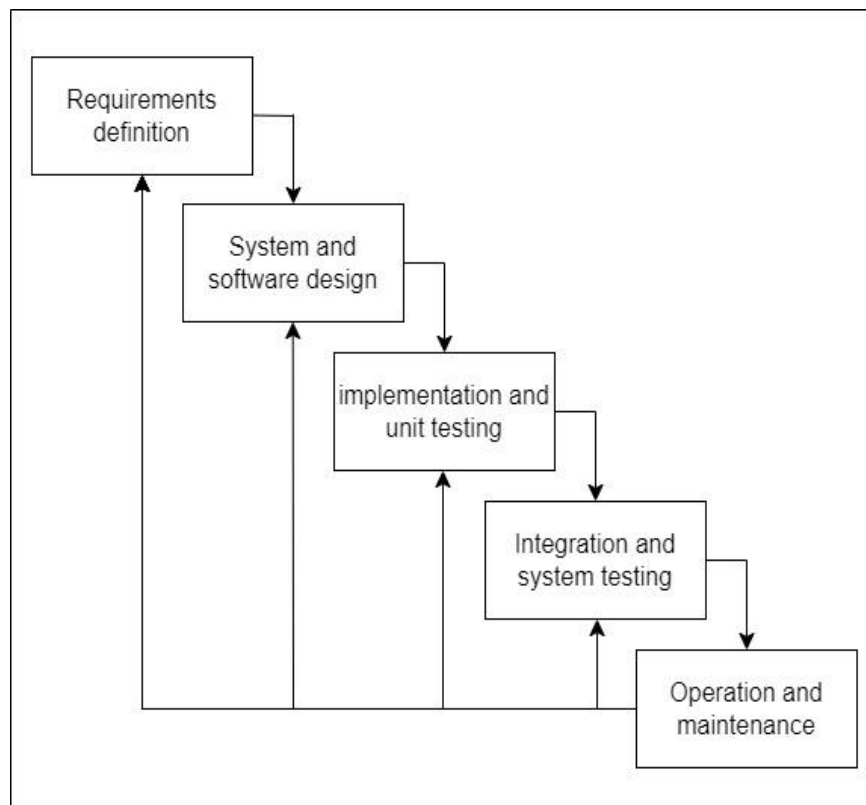 Requirements
definition
System and
software design
implementation and
unit testing
Integration and
system testing
Operation and
maintenance